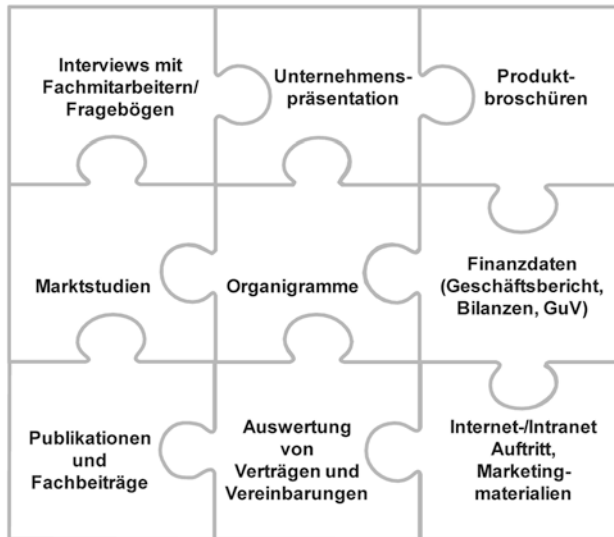 Interviews mit
Fachmitarbeitern/
Fragebögen
Unternehmens-
präsentation
Produkt-
broschüren
Marktstudien
Organigramme
Finanzdaten
(Geschäftsbericht,
Bilanzen, GuV)
Publikationen
und
Fachbeiträge
Auswertung
von
Verträgen und
Vereinbarungen
Internet-/Intranet
Auftritt,
Marketing-
materialien